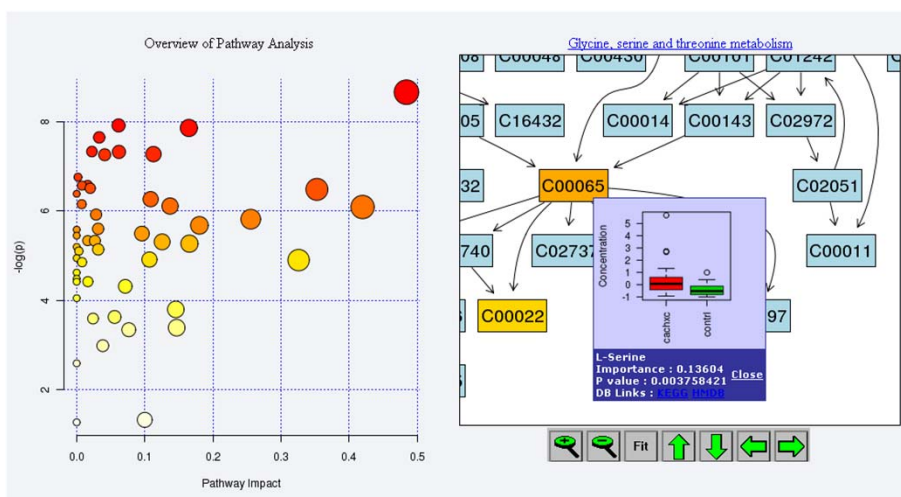 Overview of Pathway Analysis
8
6
4
2
-log(p)
0.0 0.1 0.2 0.3 0.4 0.5
Pathway Impact
Glycine, serine and threonine metabolism
C00048 C00430 C00101 C01242
C16432 C00014 C00143 C02972
C00065 C02051
C02737 C00011
C00022
Concentration
5
4
3
2
1
0
-1
cachxc contrl
L-Serine
Importance : 0.13604
P value : 0.003758421 Close
DB Links : KEGG HMDB
Fit